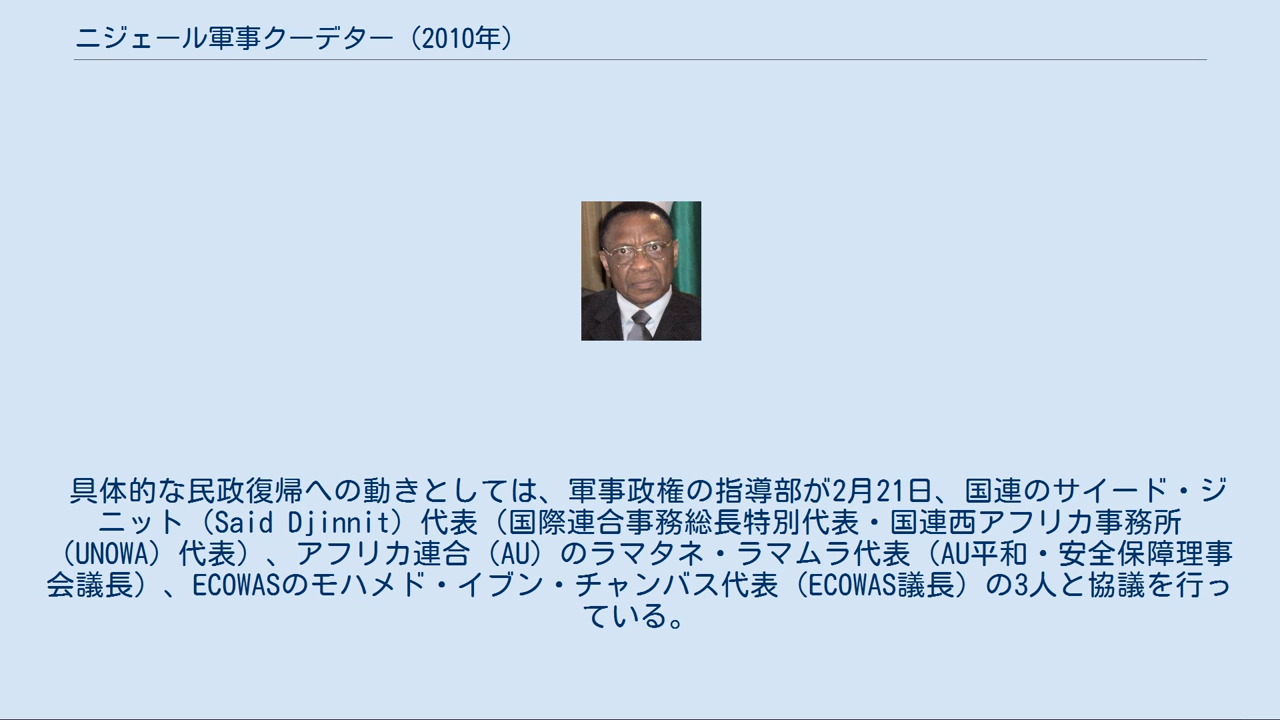 ニジェール軍事クーデター（2010年）
具体的な民政復帰への動きとしては、軍事政権の指導部が2月21日、国連のサイード・ジ
ニット（Said Djinnit）代表（国際連合事務総長特別代表・国連西アフリカ事務所
（UNOWA）代表）、アフリカ連合（AU）のラマタネ・ラマムラ代表（AU平和・安全保障理事
会議長）、ECOWASのモハメド・イブン・チャンバス代表（ECOWAS議長）の3人と協議を行っ
ている。